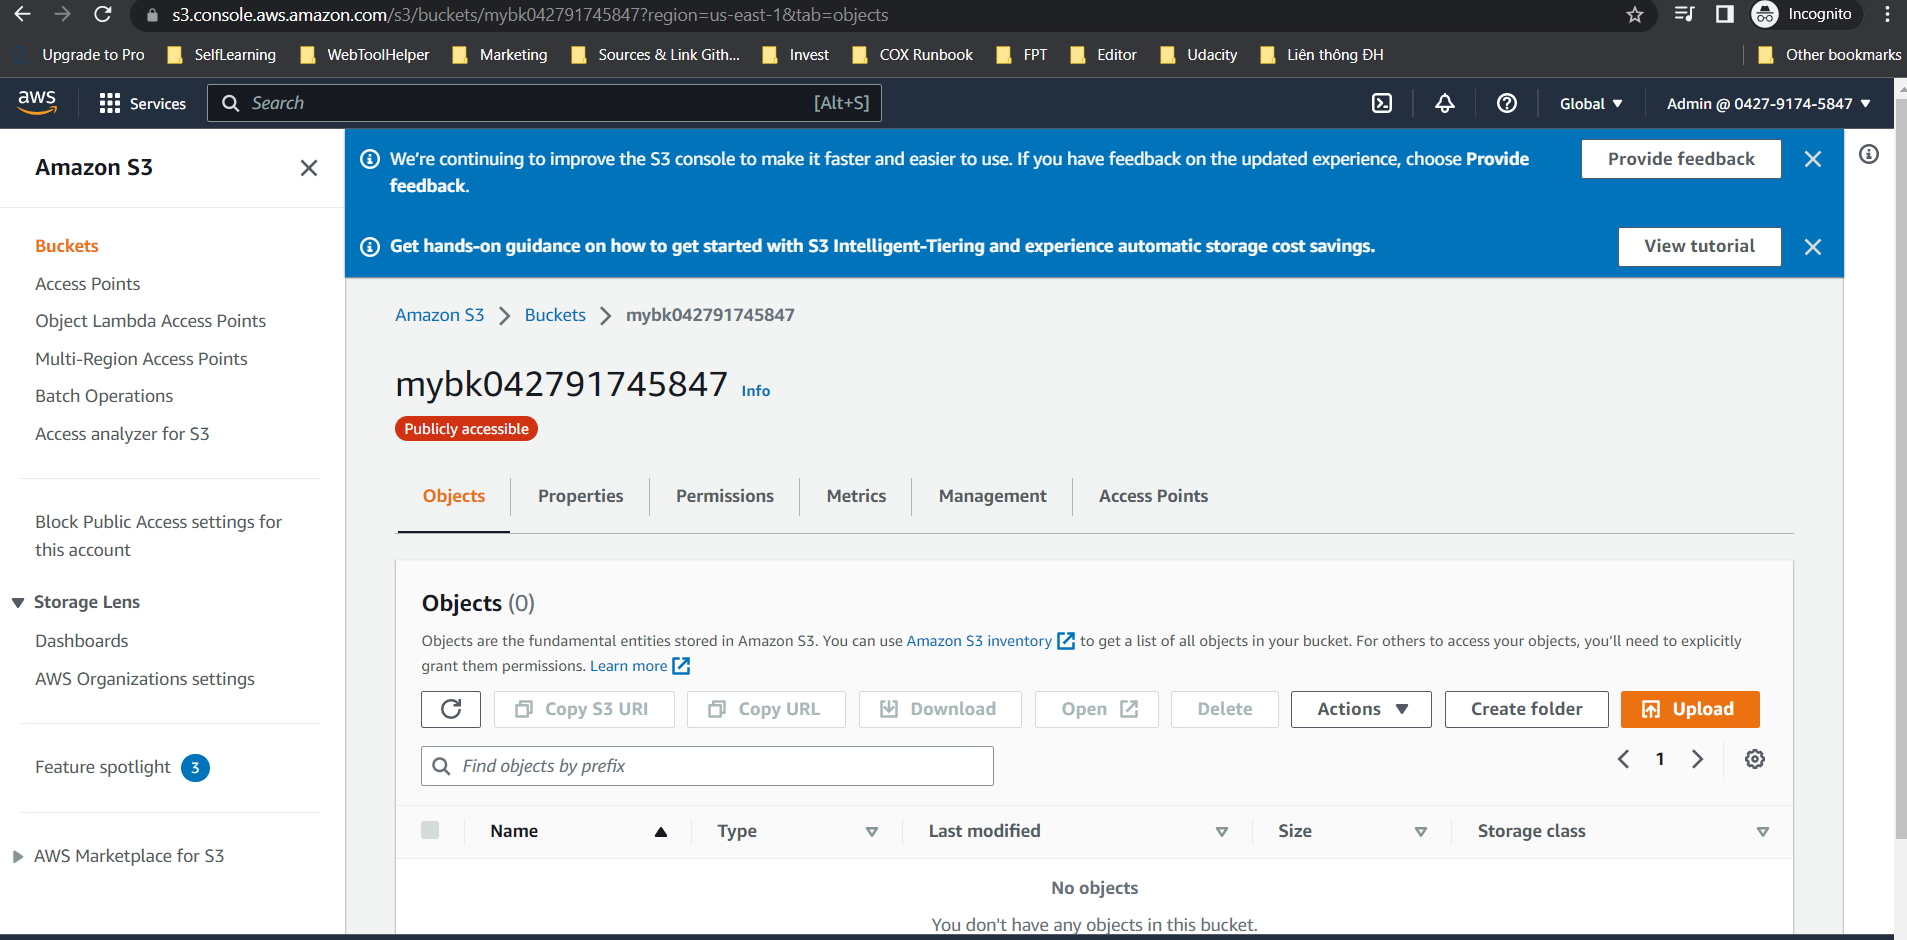 s3.console.aws.amazon.com/s3/buckets/mybk042791745847?region=us-east-1&tab=objects
Incognito
Upgrade to Pro SelfLearning WebToolHelper Marketing Sources & Link Gith... Invest COX Runbook FPT Editor Udacity Liên thông ĐH Other bookmarks
aws Services Search [Alt+S] Global Admin @ 0427-9174-5847
Amazon S3
Buckets
Access Points
Object Lambda Access Points
Multi-Region Access Points
Batch Operations
Access analyzer for S3
Block Public Access settings for
this account
Storage Lens
Dashboards
AWS Organizations settings
Feature spotlight 3
AWS Marketplace for S3
We're continuing to improve the S3 console to make it faster and easier to use. If you have feedback on the updated experience, choose Provide
feedback.
Provide feedback
Get hands-on guidance on how to get started with S3 Intelligent-Tiering and experience automatic storage cost savings.
View tutorial
Amazon S3 Buckets mybk042791745847
mybk042791745847 Info
Publicly accessible
Objects Properties Permissions Metrics Management Access Points
Objects (0)
Objects are the fundamental entities stored in Amazon S3. You can use Amazon S3 inventory to get a list of all objects in your bucket. For others to access your objects, you'll need to explicitly
grant them permissions. Learn more
Copy S3 URI Copy URL Download Open Delete Actions Create folder Upload
Find objects by prefix
1
Name Type Last modified Size Storage class
No objects
You don't have any objects in this bucket.